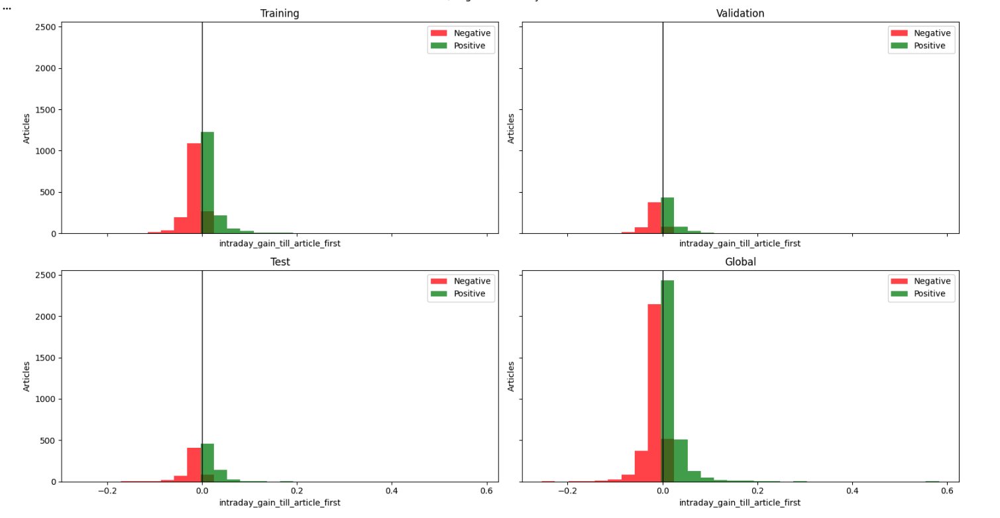 ...
Training
2500
2000
1500
1000
500
0
Articles
intraday_gain_till_article_first
Negative
Positive
Validation
Articles
intraday_gain_till_article_first
Negative
Positive
Test
2500
2000
1500
1000
500
0
Articles
−0.2 0.0 0.2 0.4 0.6
intraday_gain_till_article_first
Negative
Positive
Global
Articles
−0.2 0.0 0.2 0.4 0.6
intraday_gain_till_article_first
Negative
Positive